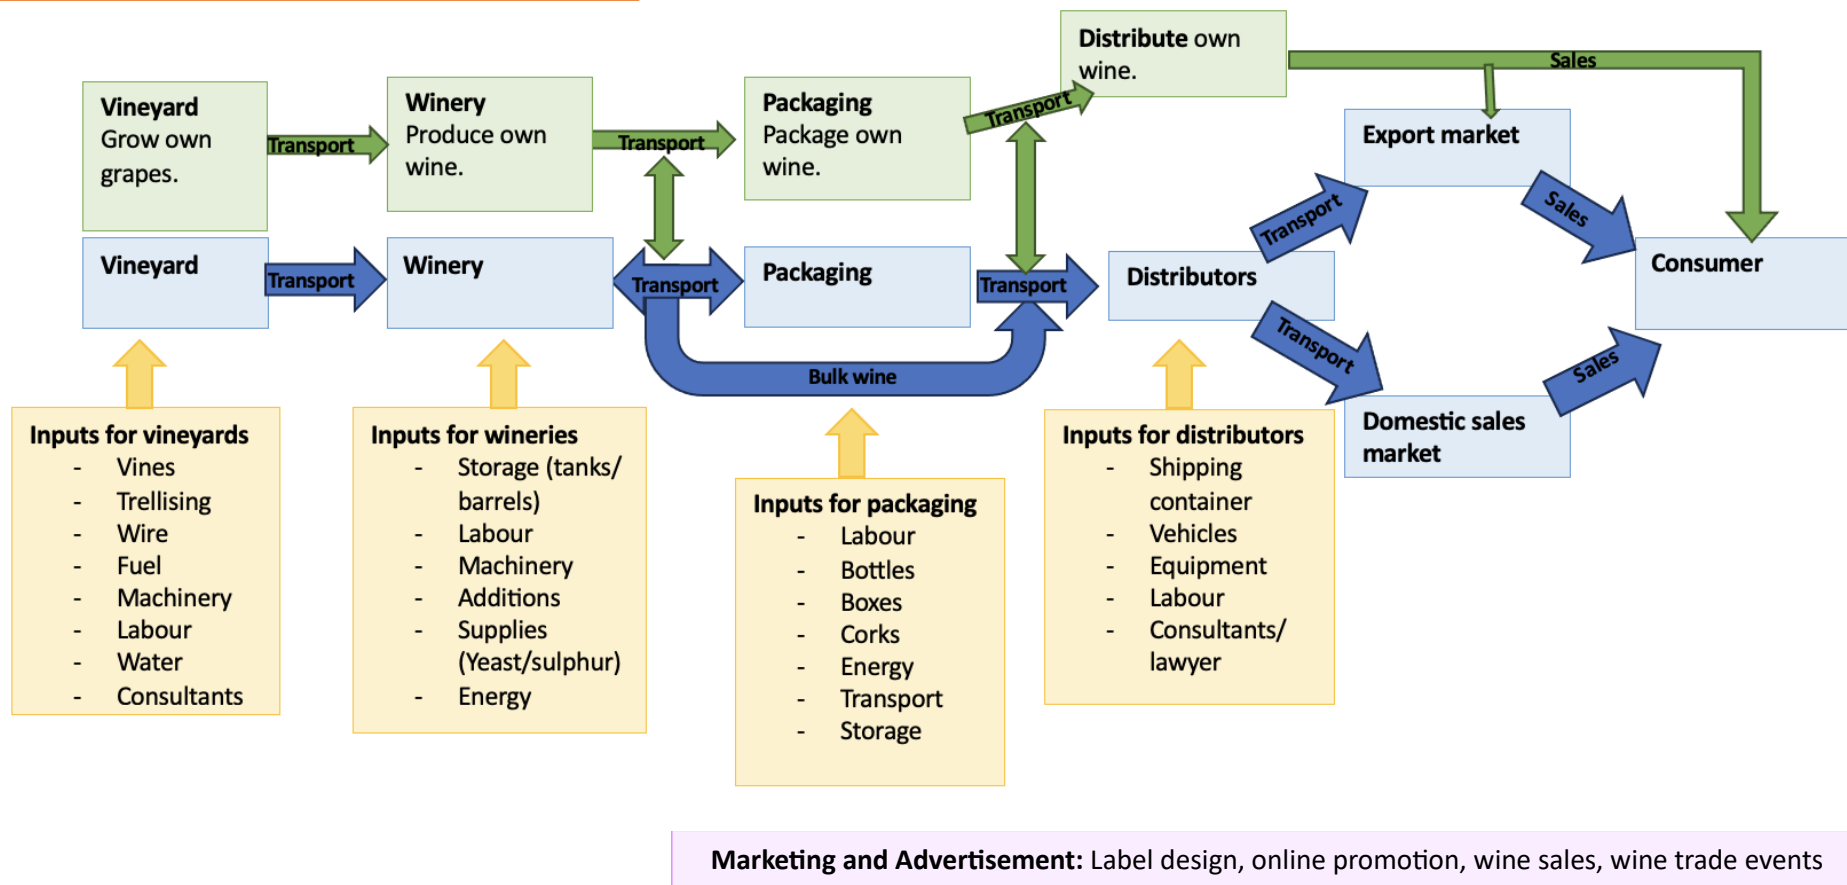 Distribute own
wine.
Sales
Vineyard
Grow own
grapes.
Transport
Winery
Produce own
wine.
Transport
Packaging
Package own
wine.
Transport
Export market
Vineyard
Transport
Winery
Transport
Packaging
Transport
Distributors
Transport
Sales
Consumer
Bulk wine
Transport
Sales
Domestic sales
market
Inputs for vineyards
- Vines
- Trellising
- Wire
- Fuel
- Machinery
- Labour
- Water
- Consultants
Inputs for wineries
- Storage (tanks/
barrels)
- Labour
- Machinery
- Additions
- Supplies
(Yeast/sulphur)
- Energy
Inputs for packaging
- Labour
- Bottles
- Boxes
- Corks
- Energy
- Transport
- Storage
Inputs for distributors
- Shipping
container
- Vehicles
- Equipment
- Labour
- Consultants/
lawyer
Marketing and Advertisement: Label design, online promotion, wine sales, wine trade events